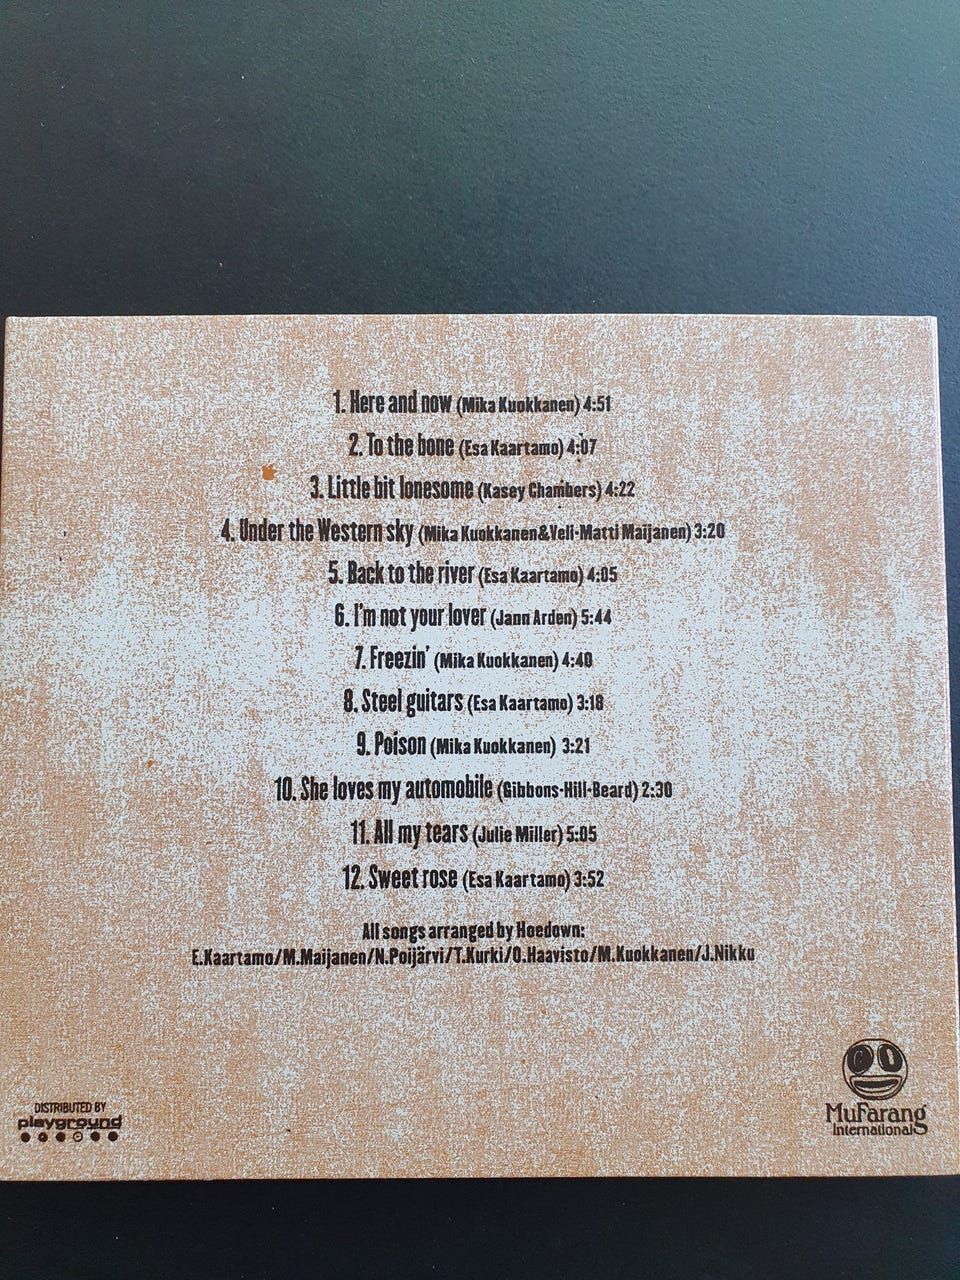 1. Here and now (Mika Kuokkanen) 4:51
2. To the bone (Esa Kaartamo) 4:07
3. Little bit lonesome (Kasey Chambers) 4:22
4. Under the Western sky (Mika Kuokkanen&Veli-Matti Maijanen) 3:20
5. Back to the river (Esa Kaartamo) 4:05
6. I'm not your lover (Jann Arden) 5:44
7. Freezin' (Mika Kuokkanen) 4:40
8. Steel guitars (Esa Kaartamo) 3:18
9. Poison (Mika Kuokkanen) 3:21
10. She loves my automobile (Gibbons-Hill-Beard) 2:30
11. All my tears (Julie Miller) 5:05
12. Sweet rose (Esa Kaartamo) 3:52
All songs arranged by Hoedown:
E.Kaartamo/M.Maijanen/N.Poijärvi/T.Kurki/O.Haavisto/M.Kuokkanen/J.Nikku
DISTRIBUTED BY
playground
MuFarang
International